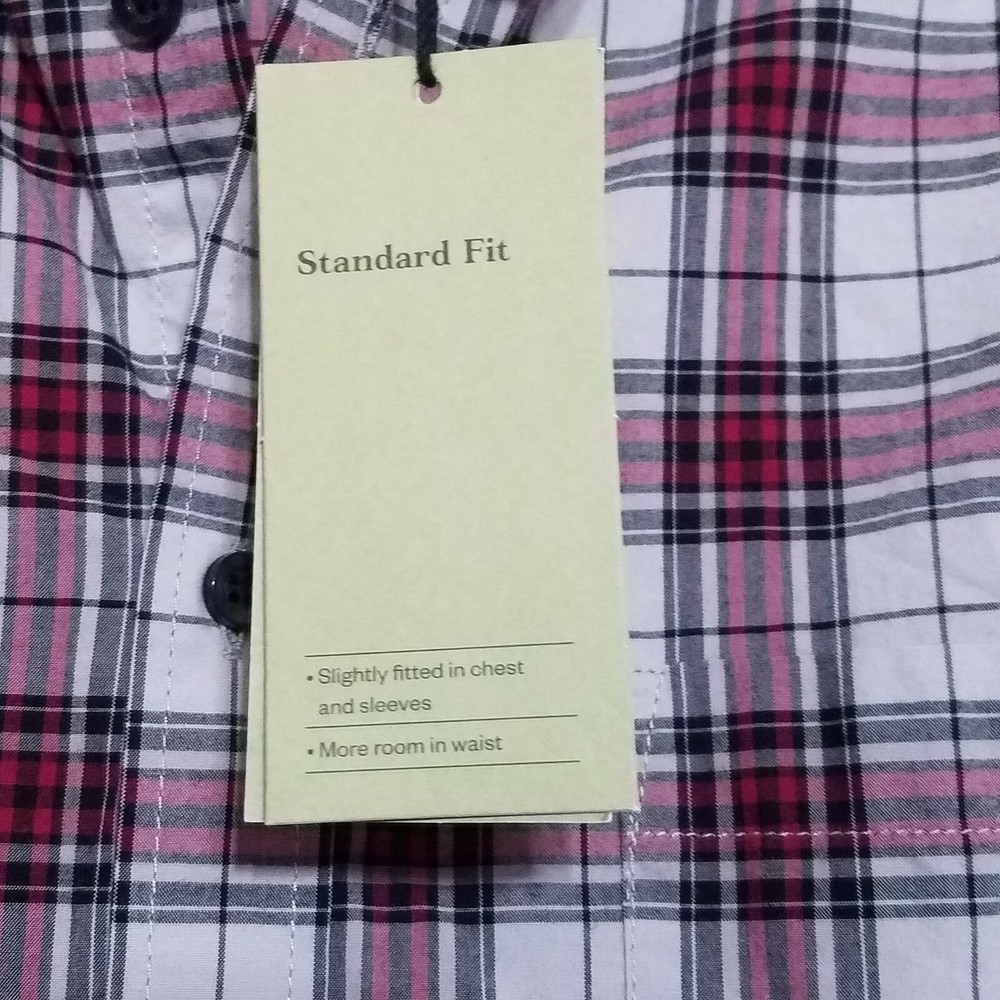 Standard Fit
• Slightly fitted in chest
and sleeves
• More room in waist